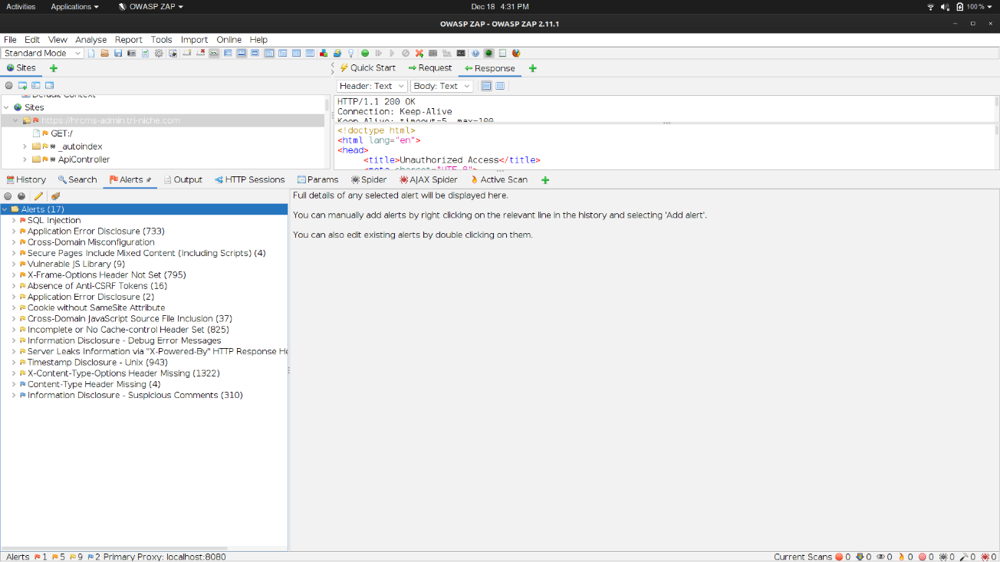 Activities Applications OWASP ZAP Dec 18 4:31 PM 100 %
OWASP ZAP - OWASP ZAP 2.11.1
File Edit View Analyse Report Tools Import Online Help
Standard Mode
Sites Quick Start Request Response
Header: Text Body: Text
Default Context
Sites
https://hrcms-admin.tri-niche.com
GET:/
_autoindex
ApiController
HTTP/1.1 200 OK
Connection: Keep-Alive
Keep-Alive: timeout=5, max=100
<!doctype html>
<html lang="en">
<head>
<title>Unauthorized Access</title>
<meta charset="UTF-8">
History Search Alerts Output HTTP Sessions Params Spider AJAX Spider Active Scan
Alerts (17)
SQL Injection
Application Error Disclosure (733)
Cross-Domain Misconfiguration
Secure Pages Include Mixed Content (Including Scripts) (4)
Vulnerable JS Library (9)
X-Frame-Options Header Not Set (795)
Absence of Anti-CSRF Tokens (16)
Application Error Disclosure (2)
Cookie without SameSite Attribute
Cross-Domain JavaScript Source File Inclusion (37)
Incomplete or No Cache-control Header Set (825)
Information Disclosure - Debug Error Messages
Server Leaks Information via "X-Powered-By" HTTP Response He
Timestamp Disclosure - Unix (943)
X-Content-Type-Options Header Missing (1322)
Content-Type Header Missing (4)
Information Disclosure - Suspicious Comments (310)
Full details of any selected alert will be displayed here.
You can manually add alerts by right clicking on the relevant line in the history and selecting 'Add alert'.
You can also edit existing alerts by double clicking on them.
Alerts 1 5 9 2 Primary Proxy: localhost:8080 Current Scans 0 0 0 0 0 0 0 0